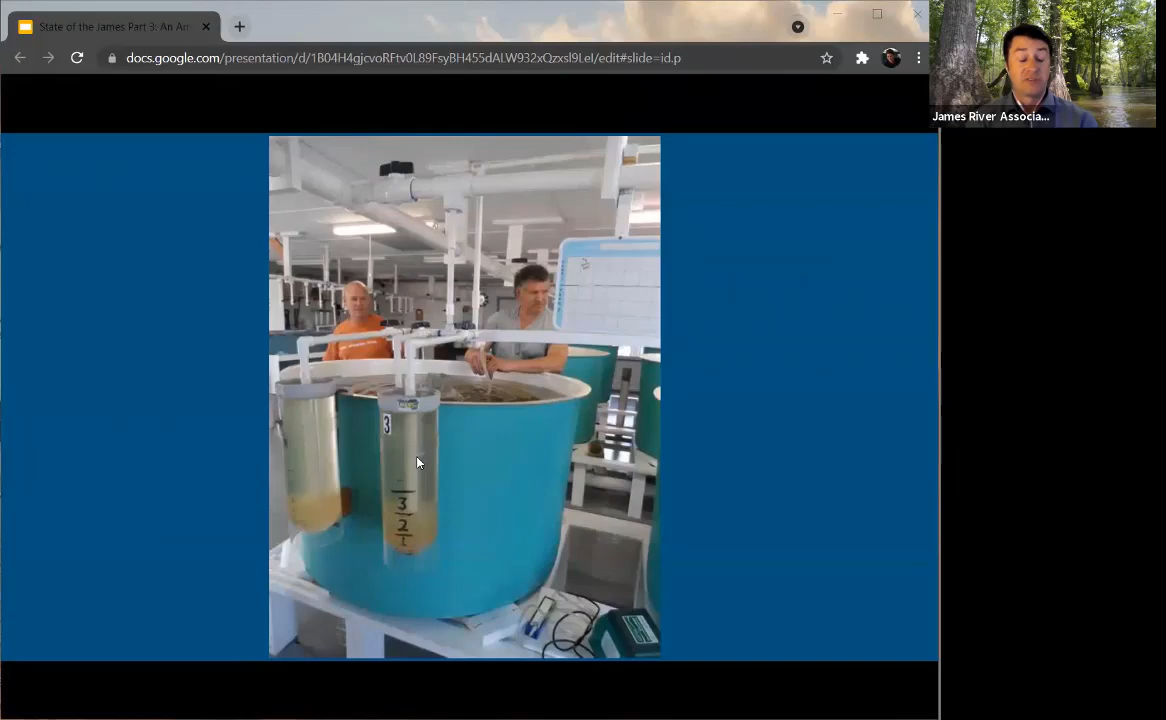 State of the James Part 3: An An
docs.google.com/presentation/d/1B04H4gjcvoRFtv0L89FsyBH455dALW932xQzxsl9LeI/edit#slide=id.p
James River Associa...
3
3
2
1